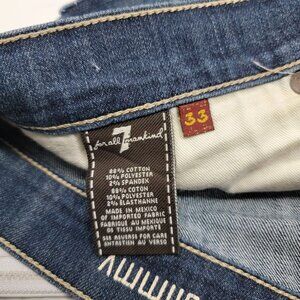 7
for all mankind
33
88% COTTON
10% POLYESTER
2% SPANDEX
88% COTON
10% POLYESTER
2% ELASTHANNE
MADE IN MEXICO
OF IMPORTED FABRIC
FABRIQUE AU MEXIQUE
DE TISSU IMPORTE
SEE REVERSE FOR CARE
ENTRETIEN AU VERSO